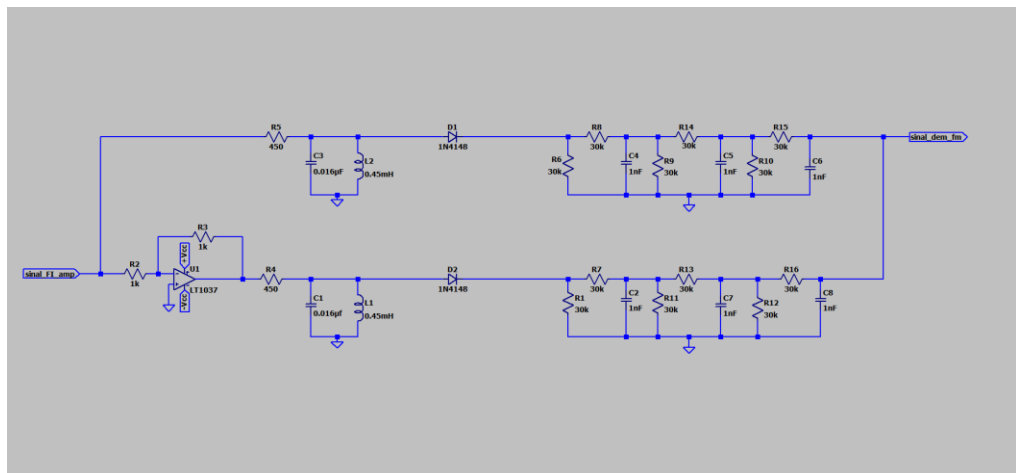 R5
450
C3
0.016µF
L2
0.45mH
D1
1N4148
R6
30k
R8
30k
C4
1nF
R9
30k
R14
30k
C5
1nF
R10
30k
R15
30k
C6
1nF
sinal_dem_fm
sinal_FI_amp
R2
1k
R3
1k
+Vcc
U1
LT1037
-Vcc
R4
450
C1
0.016µf
L1
0.45mH
D2
1N4148
R1
30k
R7
30k
C2
1nF
R11
30k
R13
30k
C7
1nF
R12
30k
R16
30k
C8
1nF